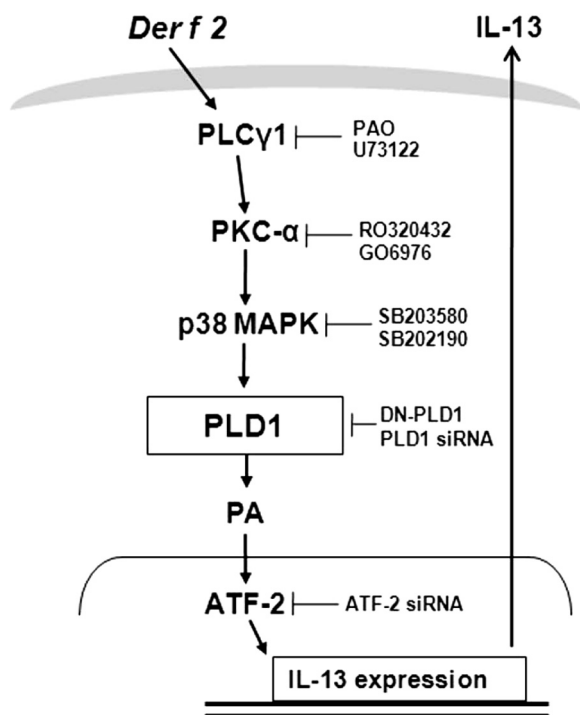 Der f 2
IL-13
PLCγ1
PAO
U73122
PKC-α
RO320432
GO6976
p38 MAPK
SB203580
SB202190
PLD1
DN-PLD1
PLD1 siRNA
PA
ATF-2
ATF-2 siRNA
IL-13 expression